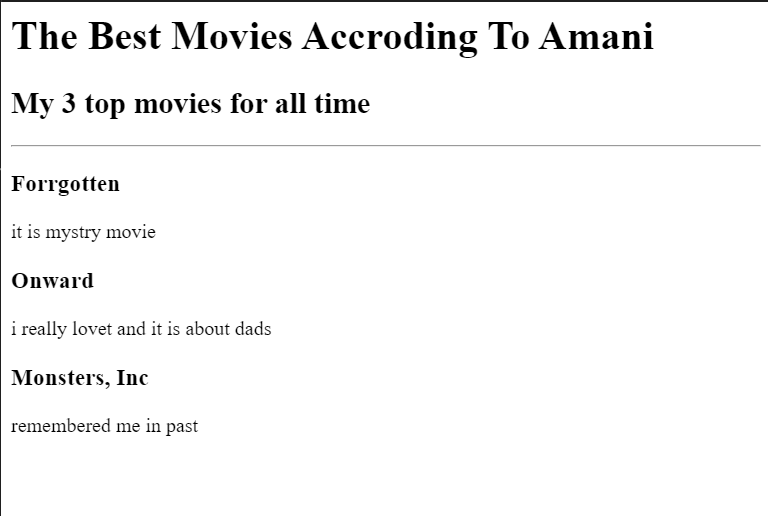 The Best Movies Accroding To Amani
My 3 top movies for all time
Forrgotten
it is mystry movie
Onward
i really lovet and it is about dads
Monsters, Inc
remembered me in past